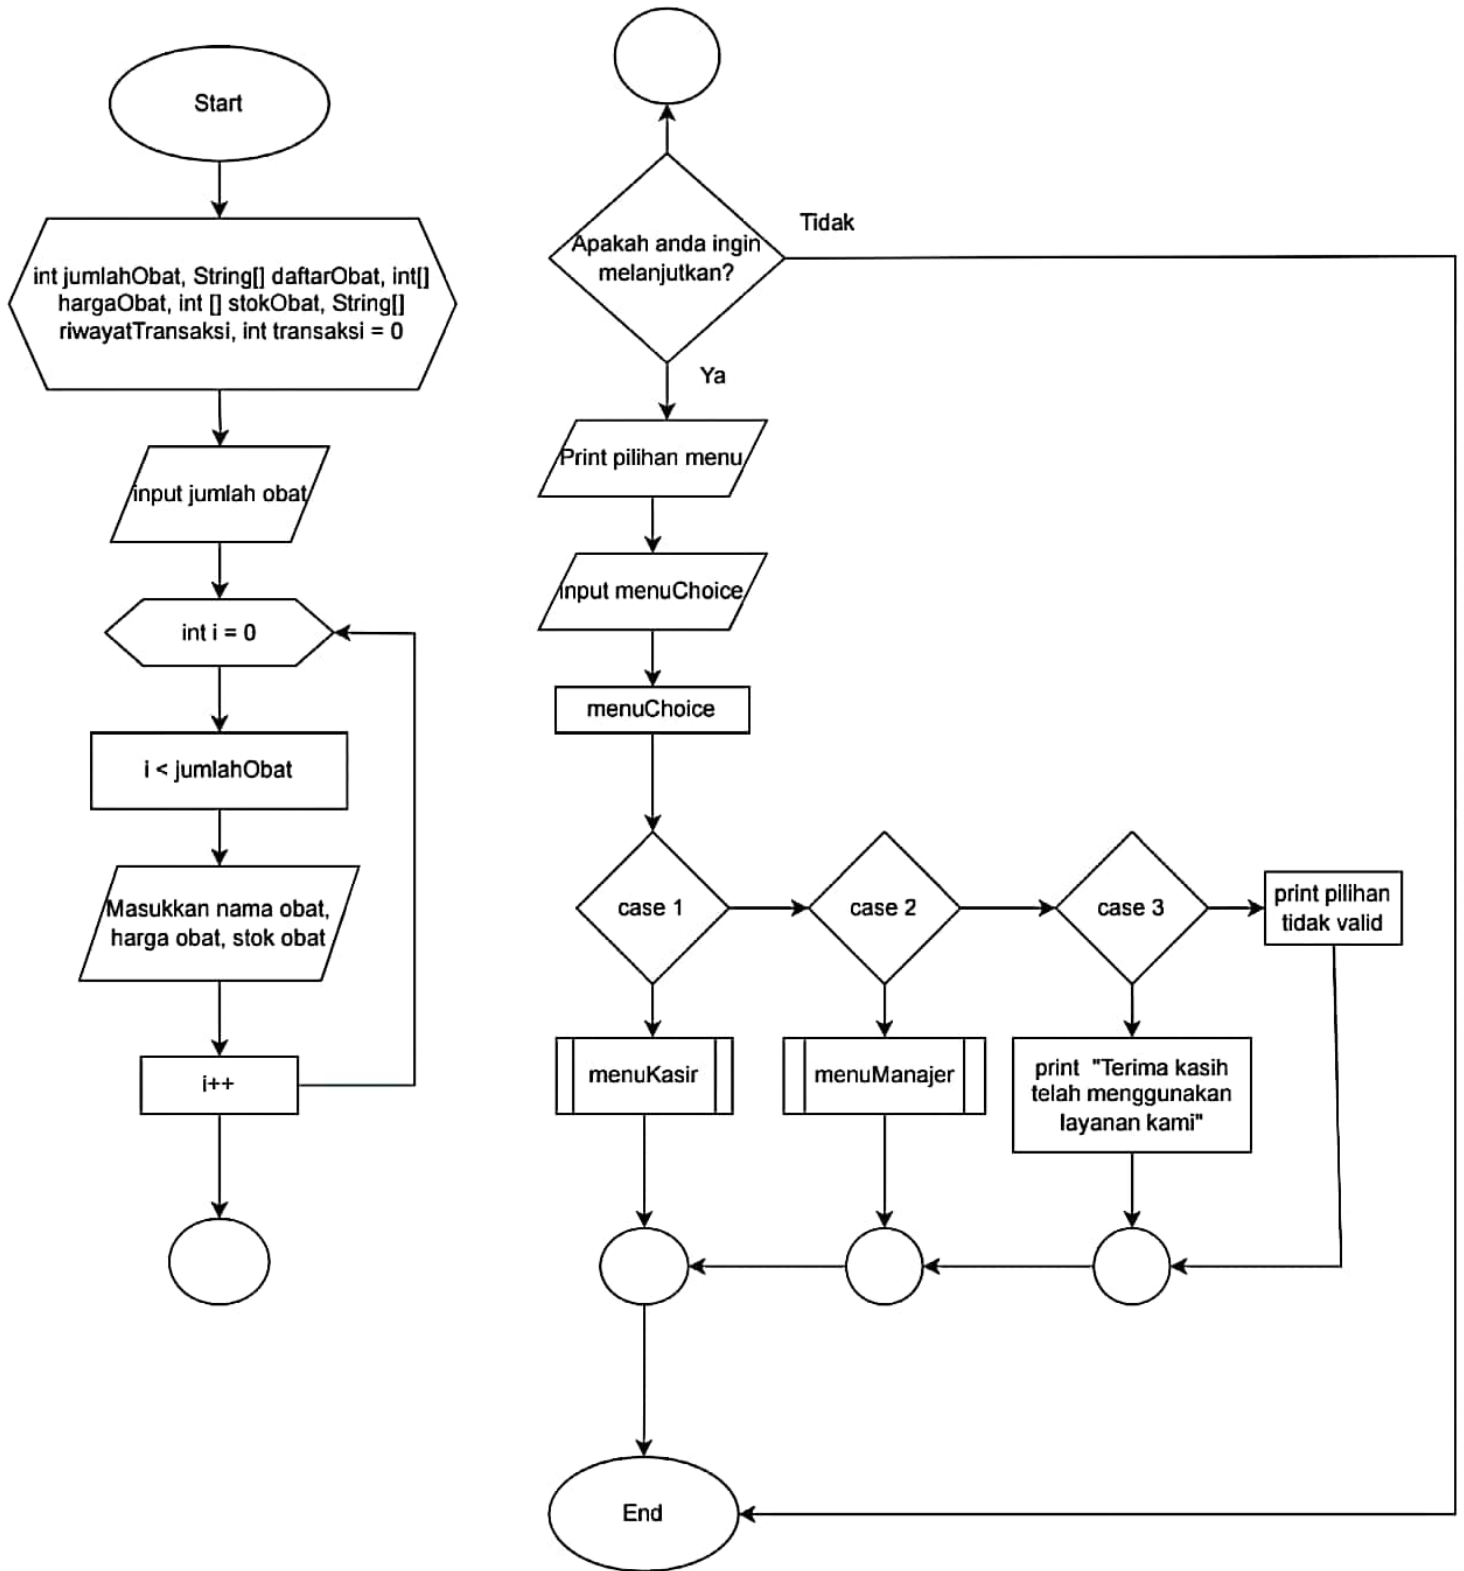 Start
int jumlahObat, String[] daftarObat, int[]
hargaObat, int [] stokObat, String[]
riwayatTransaksi, int transaksi = 0
input jumlah obat
int i = 0
i < jumlahObat
Masukkan nama obat,
harga obat, stok obat
i++
Apakah anda ingin
melanjutkan?
Tidak
Ya
Print pilihan menu
input menuChoice
menuChoice
case 1
case 2
case 3
print pilihan
tidak valid
menuKasir
menuManajer
print "Terima kasih
telah menggunakan
layanan kami"
End